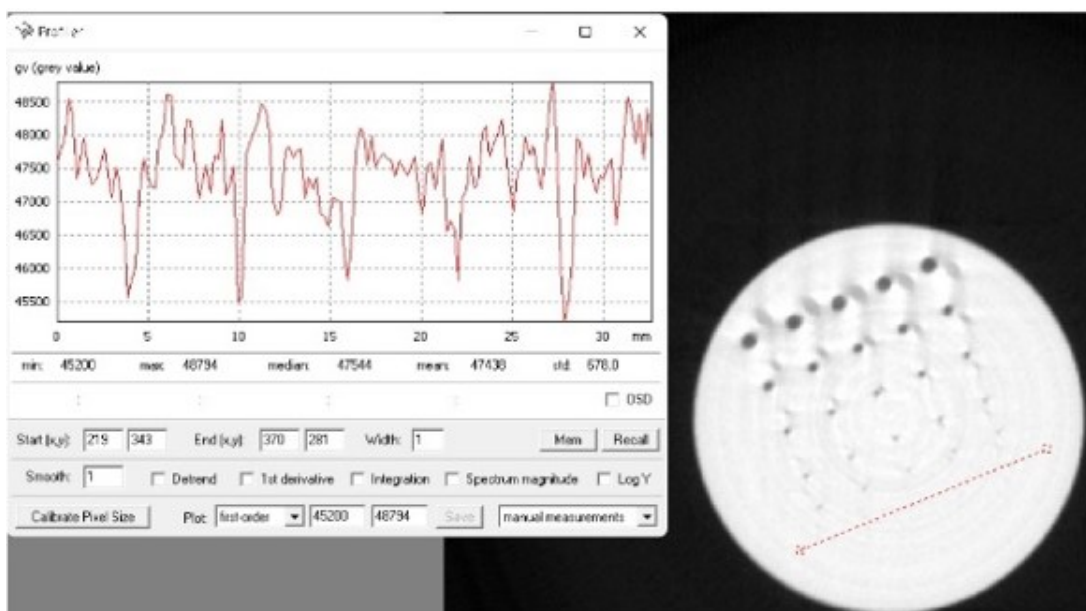 Profiler
gv (grey value)
48500
48000
47500
47000
46500
46000
45500
0 5 10 15 20 25 30 mm
min: 45200 max: 48794 median: 47544 mean: 47438 std: 678.0
: : : : OSD
Start (x,y): 219 343 End (x,y): 370 281 Width: 1 Mem Recall
Smooth: 1 Detrend 1st derivative Integration Spectrum magnitude Log Y
Calibrate Pixel Size Plot: first-order 45200 48794 Save manual measurements